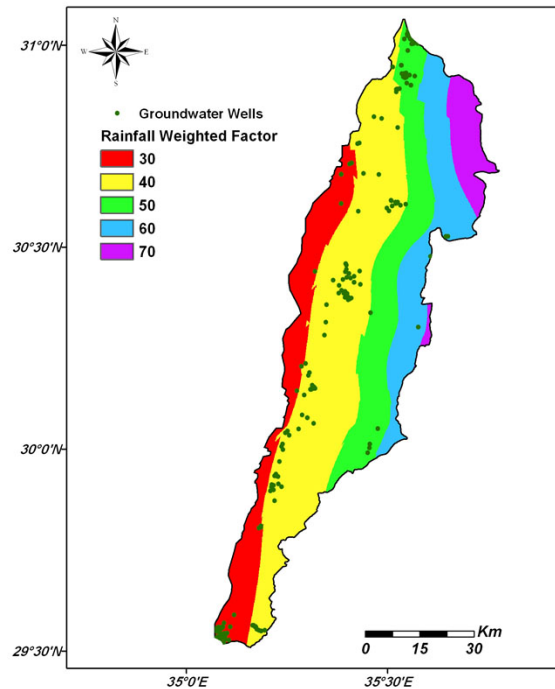 31°0'N
N
W E
S
Groundwater Wells
Rainfall Weighted Factor
30
40
50
60
70
30°30'N
30°0'N
29°30'N
Km
0 15 30
35°0'E 35°30'E